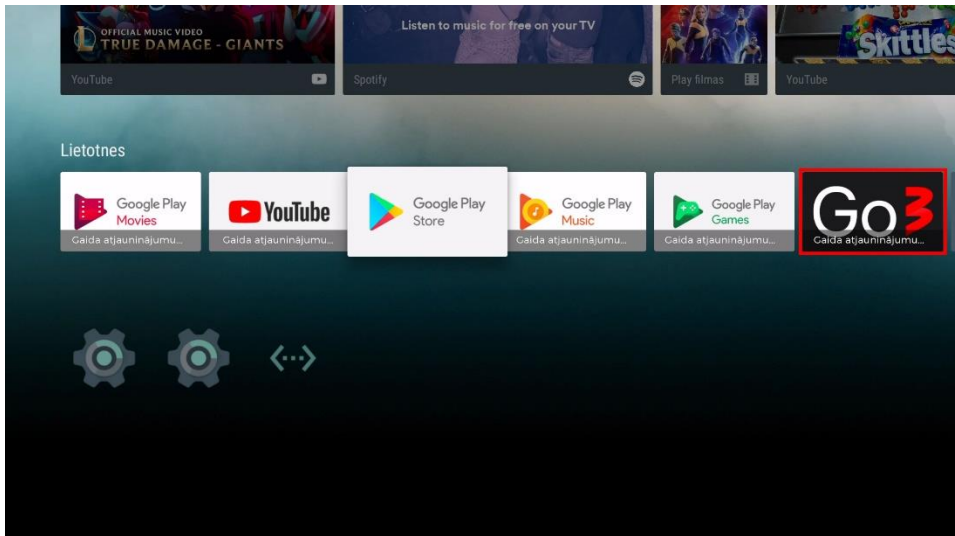 OFFICIAL MUSIC VIDEO
TRUE DAMAGE - GIANTS
Listen to music for free on your TV
Skittles
YouTube
Spotify
Play filmas
YouTube
Lietotnes
Google Play
Movies
Gaida atjauninājumu...
YouTube
Gaida atjauninājumu...
Google Play
Store
Google Play
Music
Gaida atjauninājumu...
Google Play
Games
Gaida atjauninājumu...
Go3
Gaida atjauninājumu...